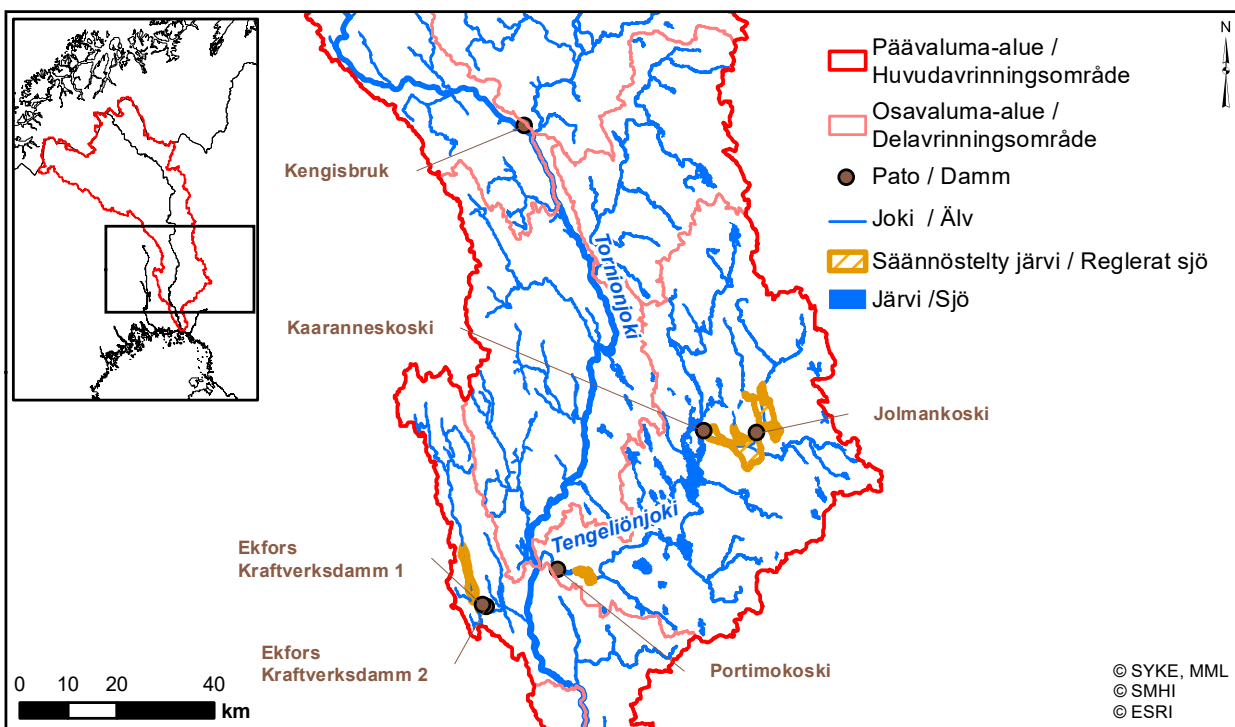 N
Päävaluma-alue /
Huvudavrinningsområde
Osavaluma-alue /
Delavrinningsområde
Pato / Damm
Joki / Älv
Säännöstelty järvi / Reglerat sjö
Järvi /Sjö
Kengisbruk
Tornionjoki
Kaaranneskoski
Jolmankoski
Tengeliönjoki
Ekfors
Kraftverksdamm 1
Ekfors
Kraftverksdamm 2
Portimokoski
0 10 20 40
km
© SYKE, MML
© SMHI
© ESRI